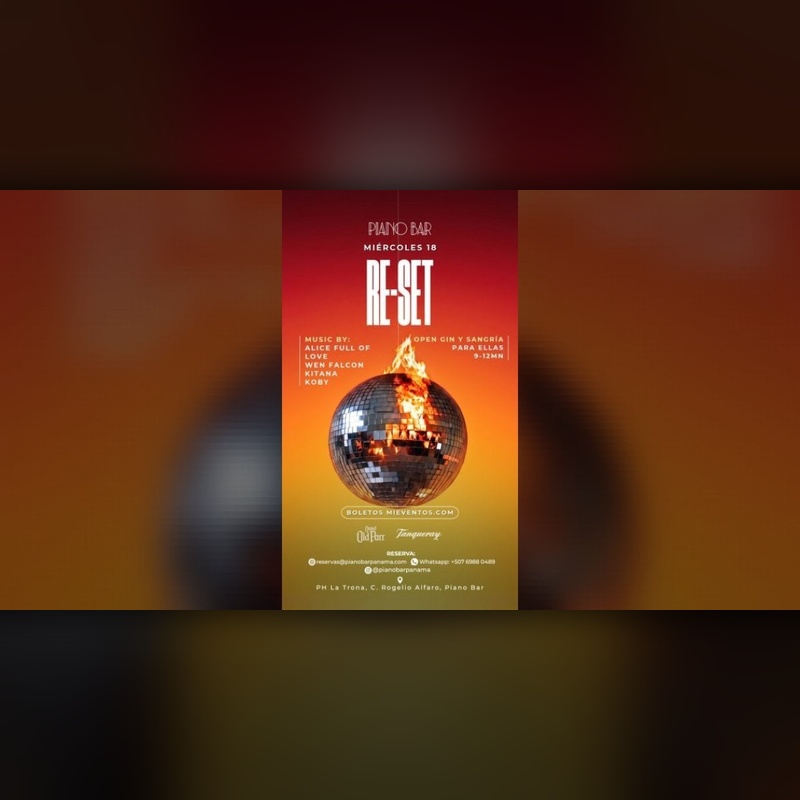 PIANO BAR
MIÉRCOLES 18
RE-SET
MUSIC BY:
ALICE FULL OF
LOVE
WEN FALCON
KITANA
KOBY
OPEN GIN Y SANGRÍA
PARA ELLAS
9-12MN
BOLETOS MIEVENTOS.COM
Grand
Old Parr
Tanqueray
RESERVA:
reservas@pianobarpanama.com Whatsapp: +507 6988 0489
@pianobarpanama
PH La Trona, C. Rogelio Alfaro, Piano Bar